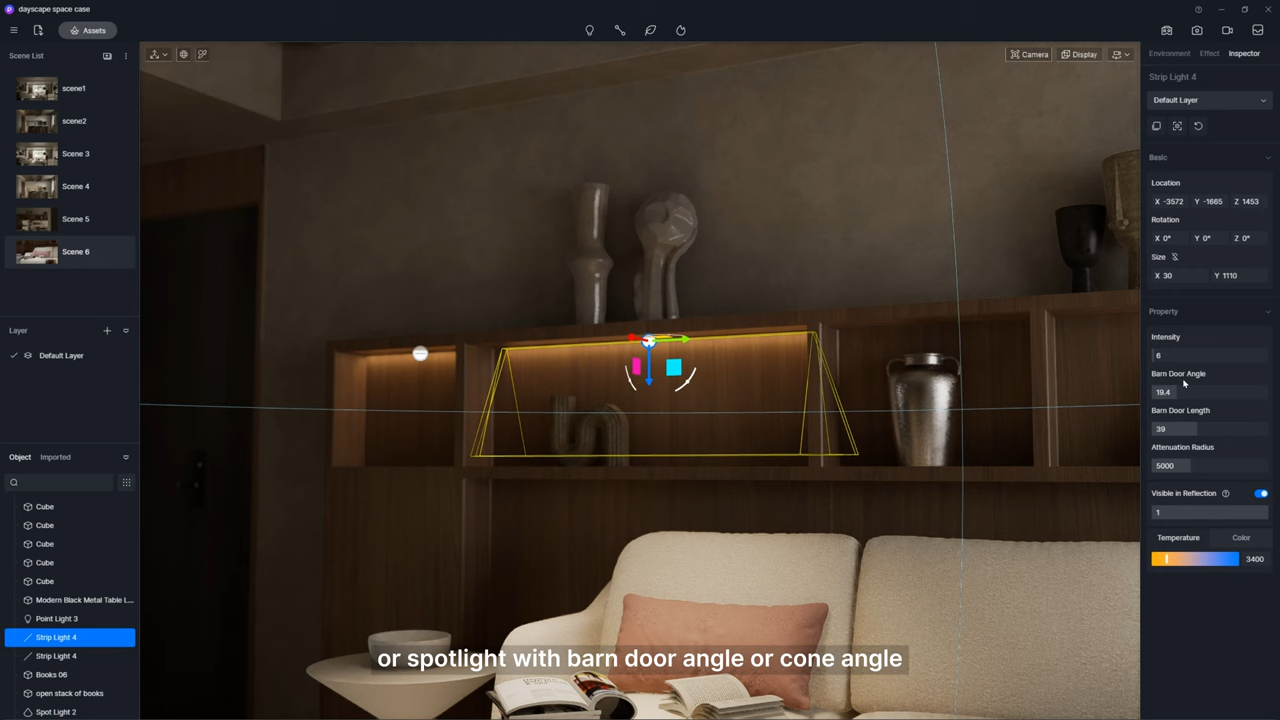 dayscape space case
Assets
Scene List
scene1
scene2
Scene 3
Scene 4
Scene 5
Scene 6
Layer
Default Layer
Object Imported
Cube
Cube
Cube
Cube
Cube
Modern Black Metal Table L...
Point Light 3
Strip Light 4
Strip Light 4
Books 06
open stack of books
Spot Light 2
Camera Display
or spotlight with barn door angle or cone angle
Environment Effect Inspector
Strip Light 4
Default Layer
Basic
Location
X -3572 Y -1665 Z 1453
Rotation
X 0° Y 0° Z 0°
Size
X 30 Y 1110
Property
Intensity
6
Barn Door Angle
19.4
Barn Door Length
39
Attenuation Radius
5000
Visible in Reflection
1
Temperature Color
3400